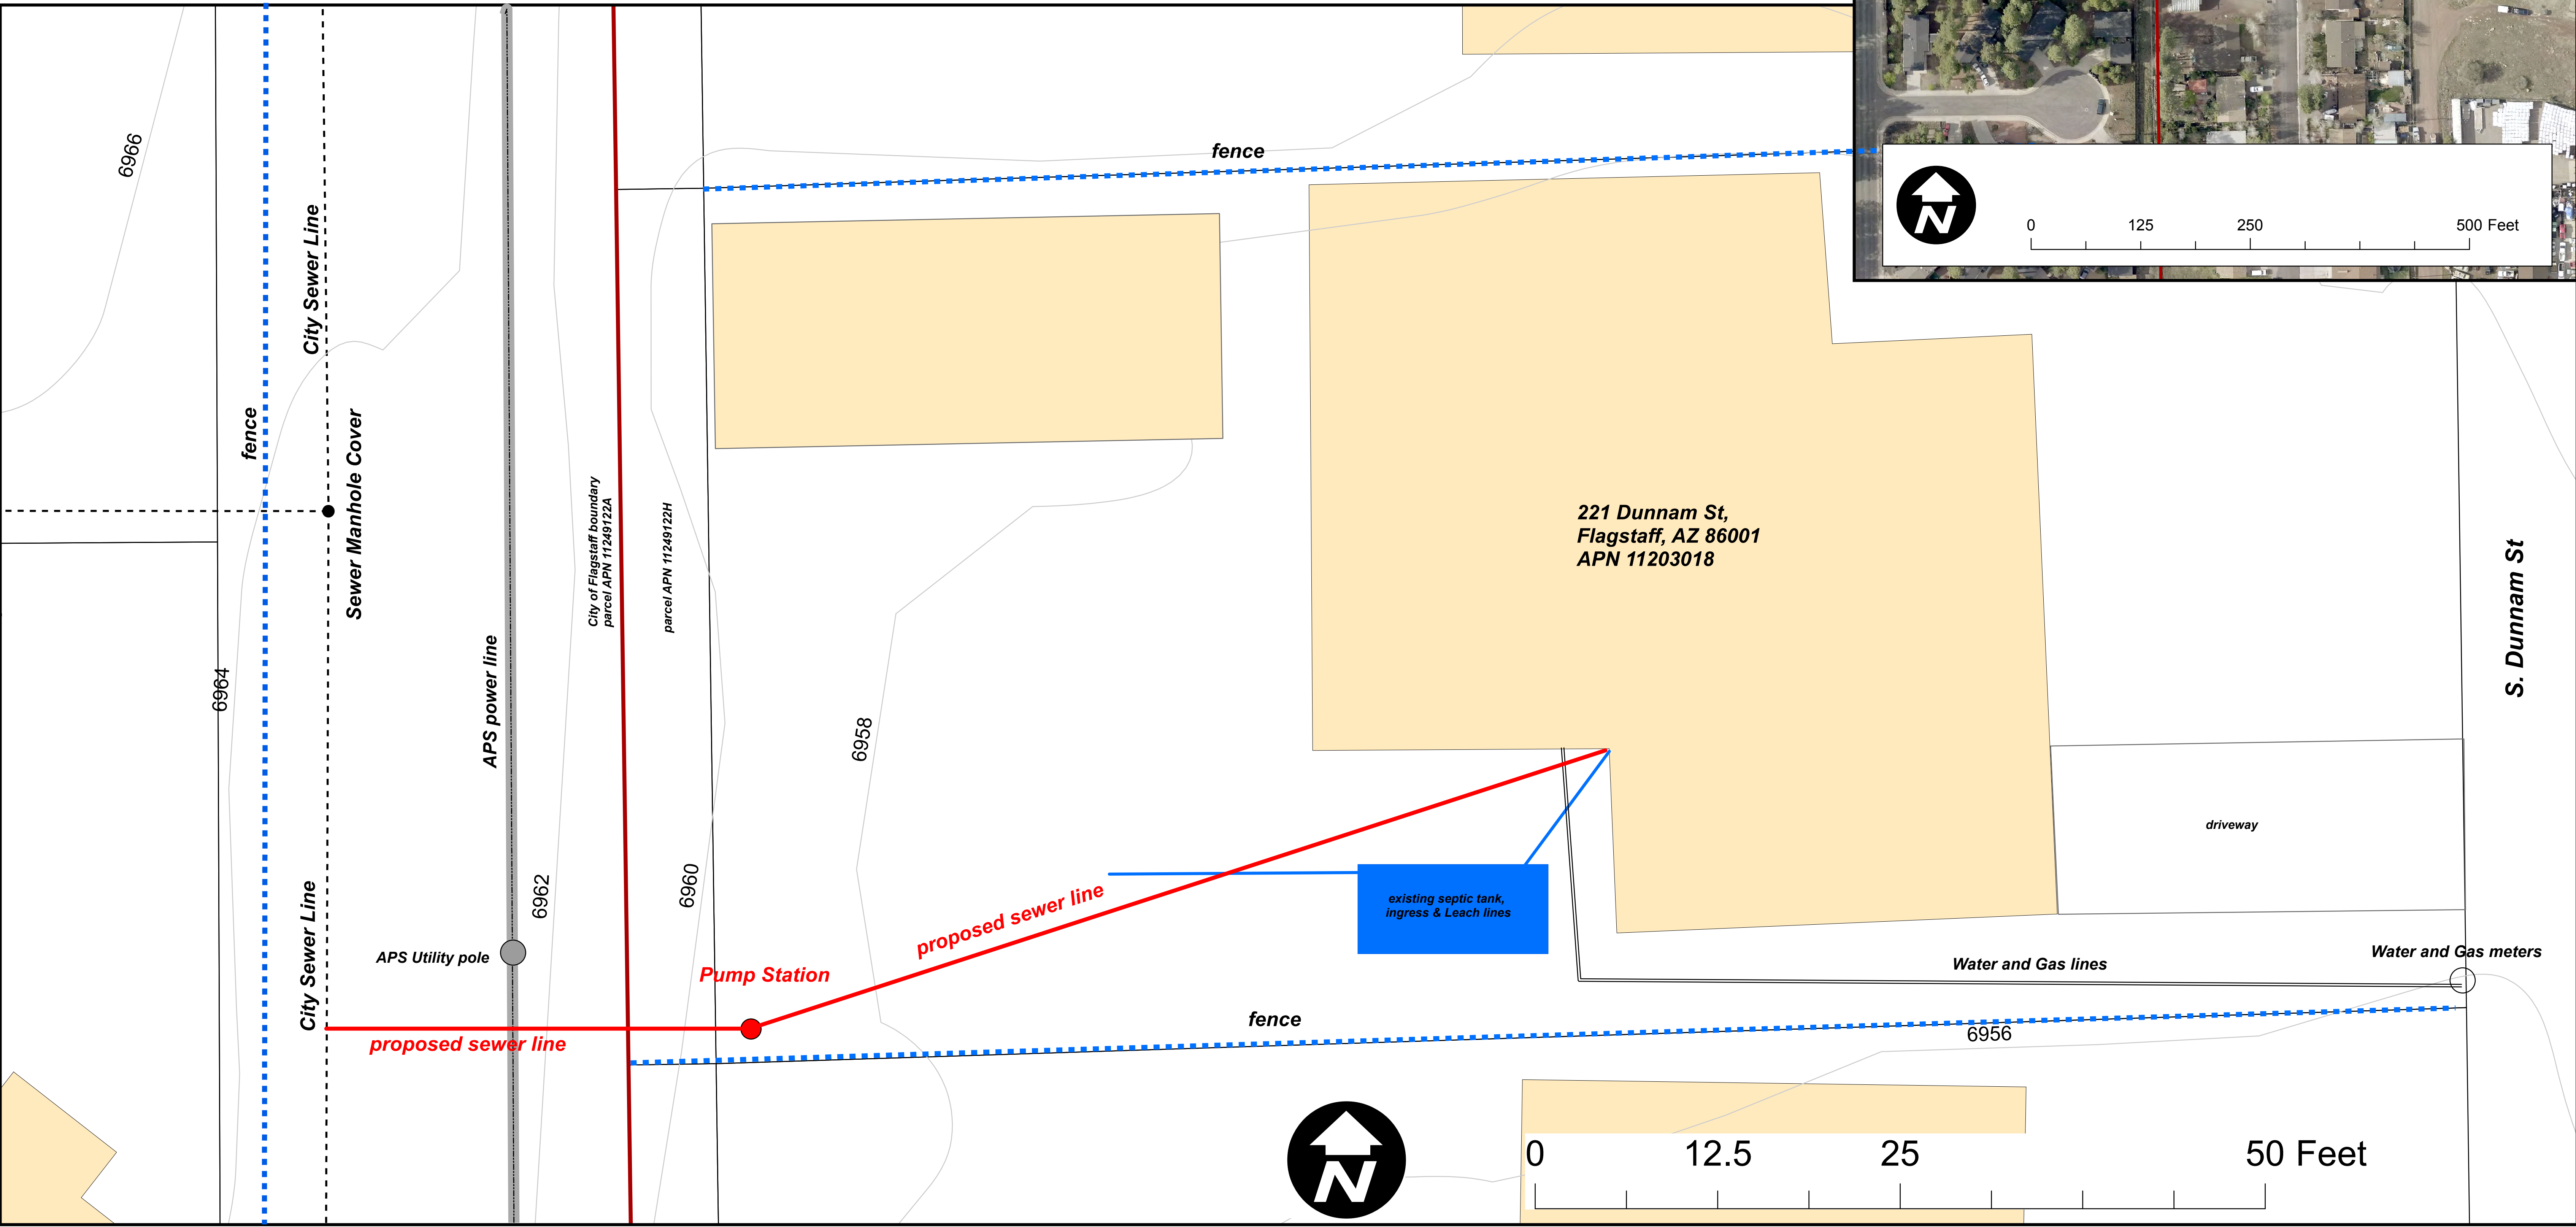 6966
City Sewer Line
fence
fence
N
0 125 250 500 Feet
fence
Sewer Manhole Cover
City of Flagstaff boundary
parcel APN 11249122A
parcel APN 11249122H
221 Dunnam St,
Flagstaff, AZ 86001
APN 11203018
S. Dunnam St
6964
APS power line
6958
driveway
6962
6960
City Sewer Line
proposed sewer line
existing septic tank,
ingress & Leach lines
APS Utility pole
Pump Station
Water and Gas lines
Water and Gas meters
proposed sewer line
fence
6956
N
0 12.5 25 50 Feet